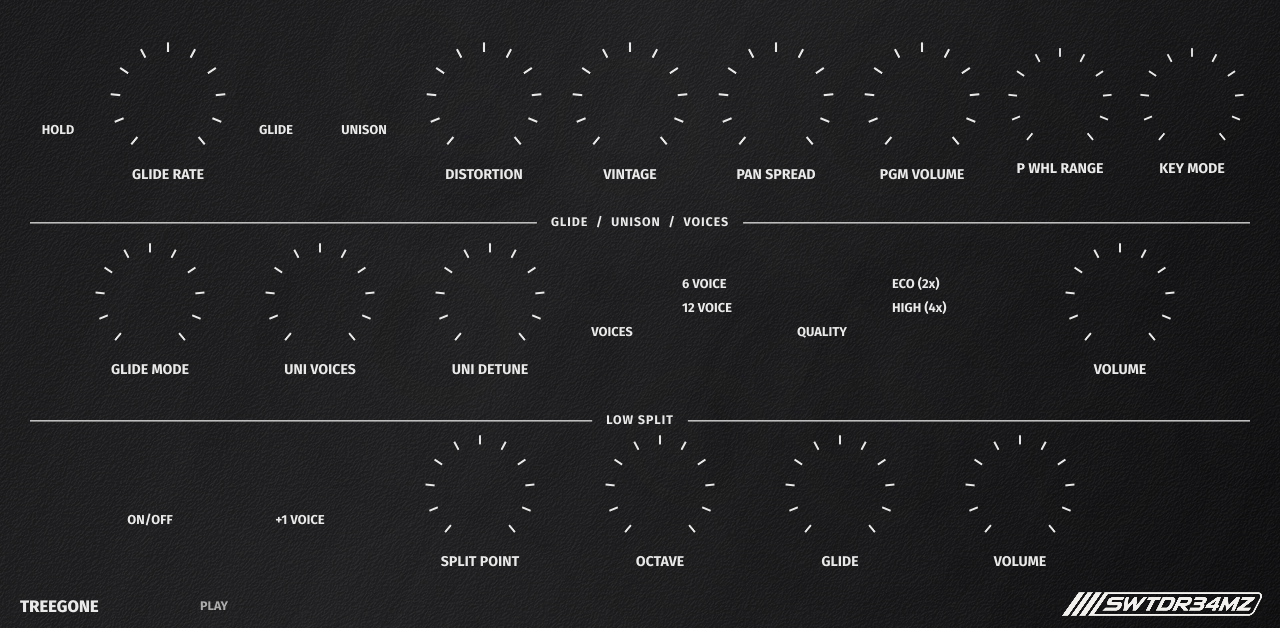 HOLD
GLIDE RATE
GLIDE
UNISON
DISTORTION
VINTAGE
PAN SPREAD
PGM VOLUME
P WHL RANGE
KEY MODE
GLIDE / UNISON / VOICES
GLIDE MODE
UNI VOICES
UNI DETUNE
VOICES
6 VOICE
12 VOICE
QUALITY
ECO (2x)
HIGH (4x)
VOLUME
LOW SPLIT
ON/OFF
+1 VOICE
SPLIT POINT
OCTAVE
GLIDE
VOLUME
TREEGONE
PLAY
SWTDR34MZ